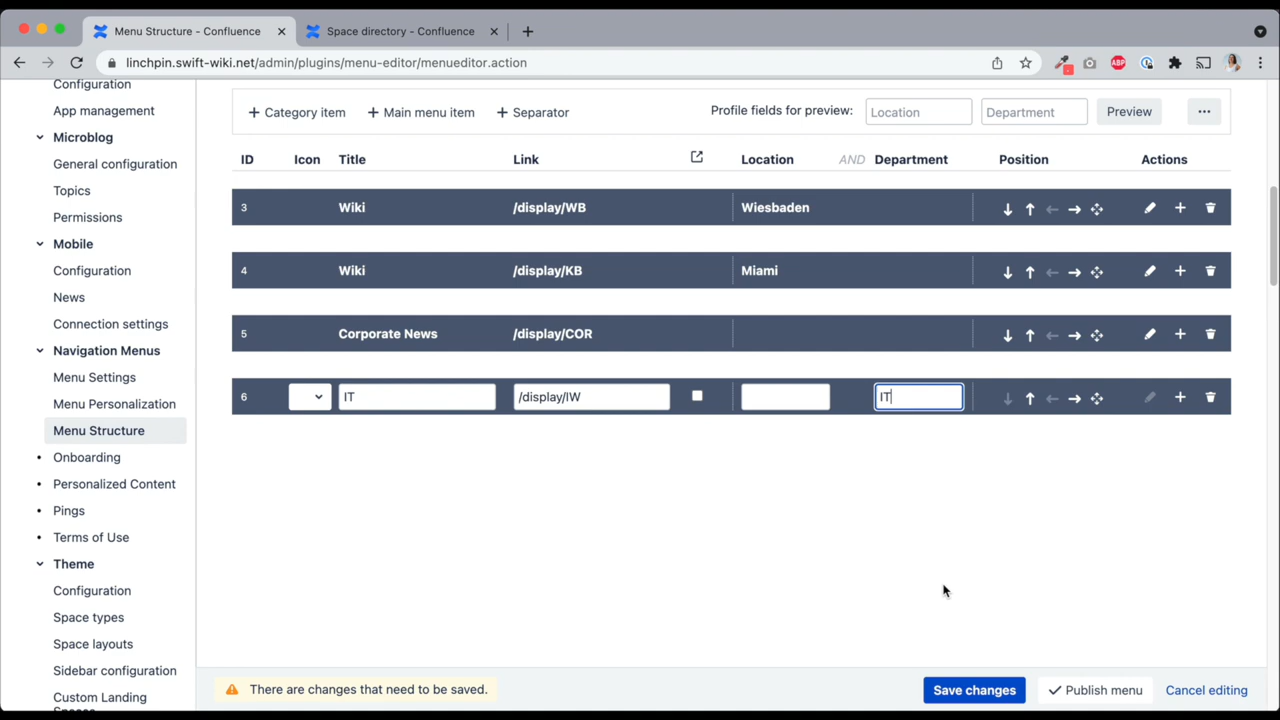 Menu Structure - Confluence
Space directory - Confluence
linchpin.swift-wiki.net/admin/plugins/menu-editor/menueditor.action
ABP
Configuration
App management
Microblog
General configuration
Topics
Permissions
Mobile
Configuration
News
Connection settings
Navigation Menus
Menu Settings
Menu Personalization
Menu Structure
Onboarding
Personalized Content
Pings
Terms of Use
Theme
Configuration
Space types
Space layouts
Sidebar configuration
Custom Landing
+ Category item + Main menu item + Separator Profile fields for preview: Location Department Preview ...
ID Icon Title Link Location AND Department Position Actions
3 Wiki /display/WB Wiesbaden
4 Wiki /display/KB Miami
5 Corporate News /display/COR
6 IT /display/IW IT
There are changes that need to be saved. Save changes Publish menu Cancel editing